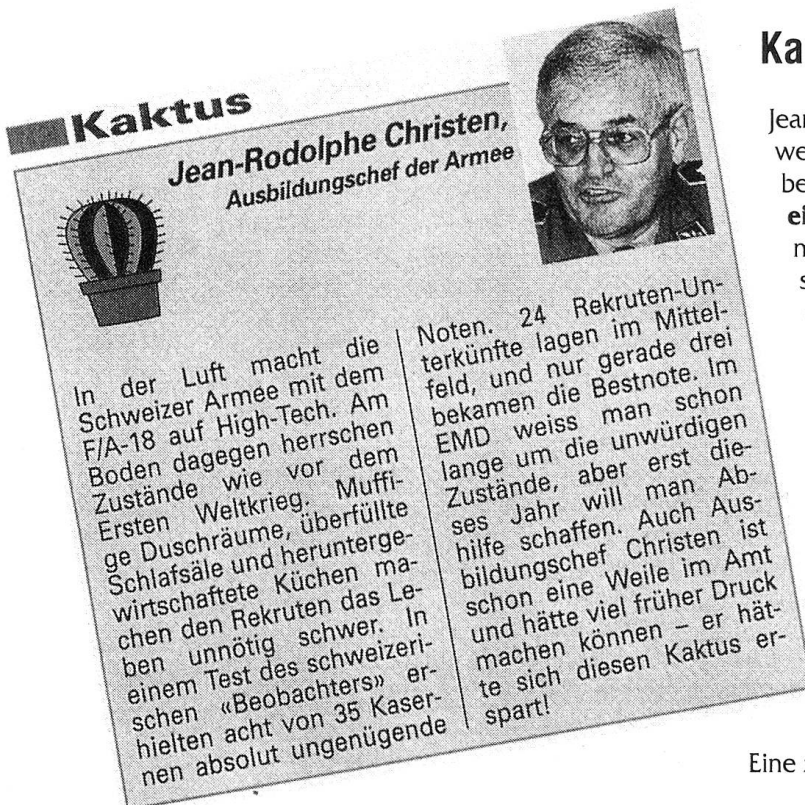 Kaktus
Jean-Rodolphe Christen,
Ausbildungschef der Armee
In der Luft macht die
Schweizer Armee mit dem
F/A-18 auf High-Tech. Am
Boden dagegen herrschen
Zustände wie vor dem
Ersten Weltkrieg. Muffi-
ge Duschräume, überfüllte
Schlafsäle und herunterge-
wirtschaftete Küchen ma-
chen den Rekruten das Le-
ben unnötig schwer. In
einem Test des schweizeri-
schen «Beobachters» er-
hielten acht von 35 Kaser-
nen absolut ungenügende
Noten. 24 Rekruten-Un-
terkünfte lagen im Mittel-
feld, und nur gerade drei
bekamen die Bestnote. Im
EMD weiss man schon
lange um die unwürdigen
Zustände, aber erst die-
ses Jahr will man Ab-
hilfe schaffen. Auch Aus-
bildungschef Christen ist
schon eine Weile im Amt
und hätte viel früher Druck
machen können – er hät-
te sich diesen Kaktus er-
spart!
Ka
Jear
we
be
ei
Eine